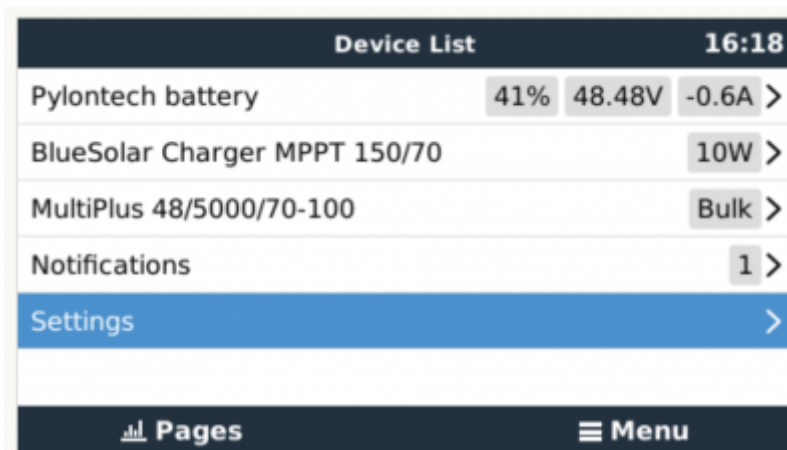 Device List 16:18
Pylontech battery 41% 48.48V -0.6A
BlueSolar Charger MPPT 150/70 10W
MultiPlus 48/5000/70-100 Bulk
Notifications 1
Settings
Pages Menu